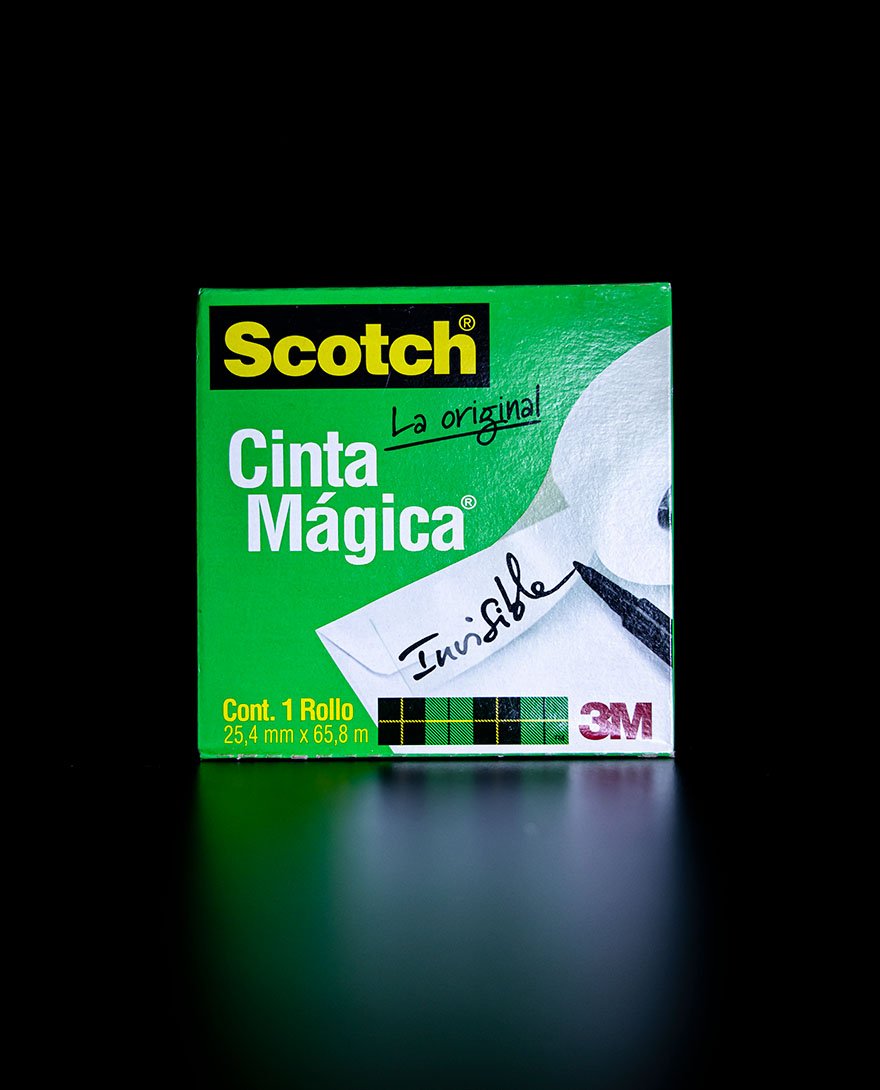 Scotch®
La original
Cinta
Mágica®
Invisible
Cont. 1 Rollo
25,4 mm x 65,8 m
3M